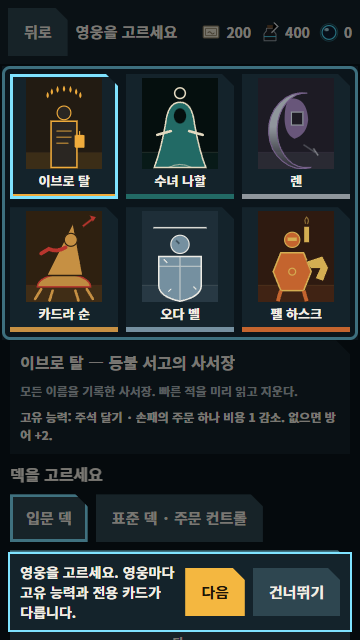 뒤로 영웅을 고르세요 200 400 0
이브로 탈 수녀 나할 렌
카드라 순 오다 벨 펠 하스크
이브로 탈 — 등불 서고의 사서장
모든 이름을 기록한 사서장. 빠른 적을 미리 읽고 지운다.
고유 능력: 주석 달기 · 손패의 주문 하나 비용 1 감소. 없으면 방
어 +2.
덱을 고르세요
입문 덱 표준 덱 · 주문 컨트롤
영웅을 고르세요. 영웅마다
고유 능력과 전용 카드가
다릅니다.
다음 건너뛰기